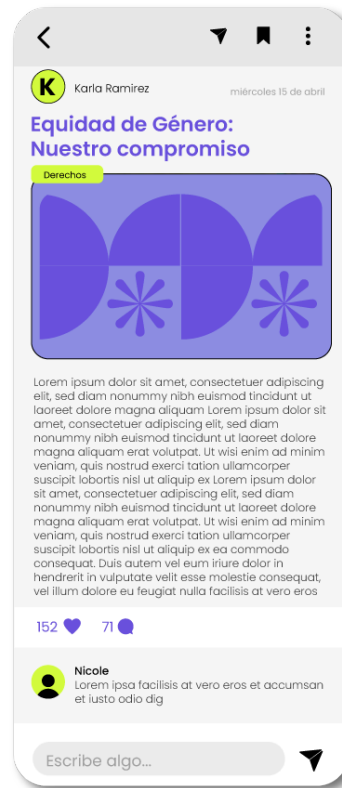 K
Karla Ramirez
miércoles 15 de abril
Equidad de Género:
Nuestro compromiso
Derechos
Lorem ipsum dolor sit amet, consectetuer adipiscing
elit, sed diam nonummy nibh euismod tincidunt ut
laoreet dolore magna aliquam Lorem ipsum dolor sit
amet, consectetuer adipiscing elit, sed diam
nonummy nibh euismod tincidunt ut laoreet dolore
magna aliquam erat volutpat. Ut wisi enim ad minim
veniam, quis nostrud exerci tation ullamcorper
suscipit lobortis nisl ut aliquip ex Lorem ipsum dolor
sit amet, consectetuer adipiscing elit, sed diam
nonummy nibh euismod tincidunt ut laoreet dolore
magna aliquam erat volutpat. Ut wisi enim ad minim
veniam, quis nostrud exerci tation ullamcorper
suscipit lobortis nisl ut aliquip ex ea commodo
consequat. Duis autem vel eum iriure dolor in
hendrerit in vulputate velit esse molestie consequat,
vel illum dolore eu feugiat nulla facilisis at vero eros
152 71
Nicole
Lorem ipsa facilisis at vero eros et accumsan
et iusto odio dig
Escribe algo...